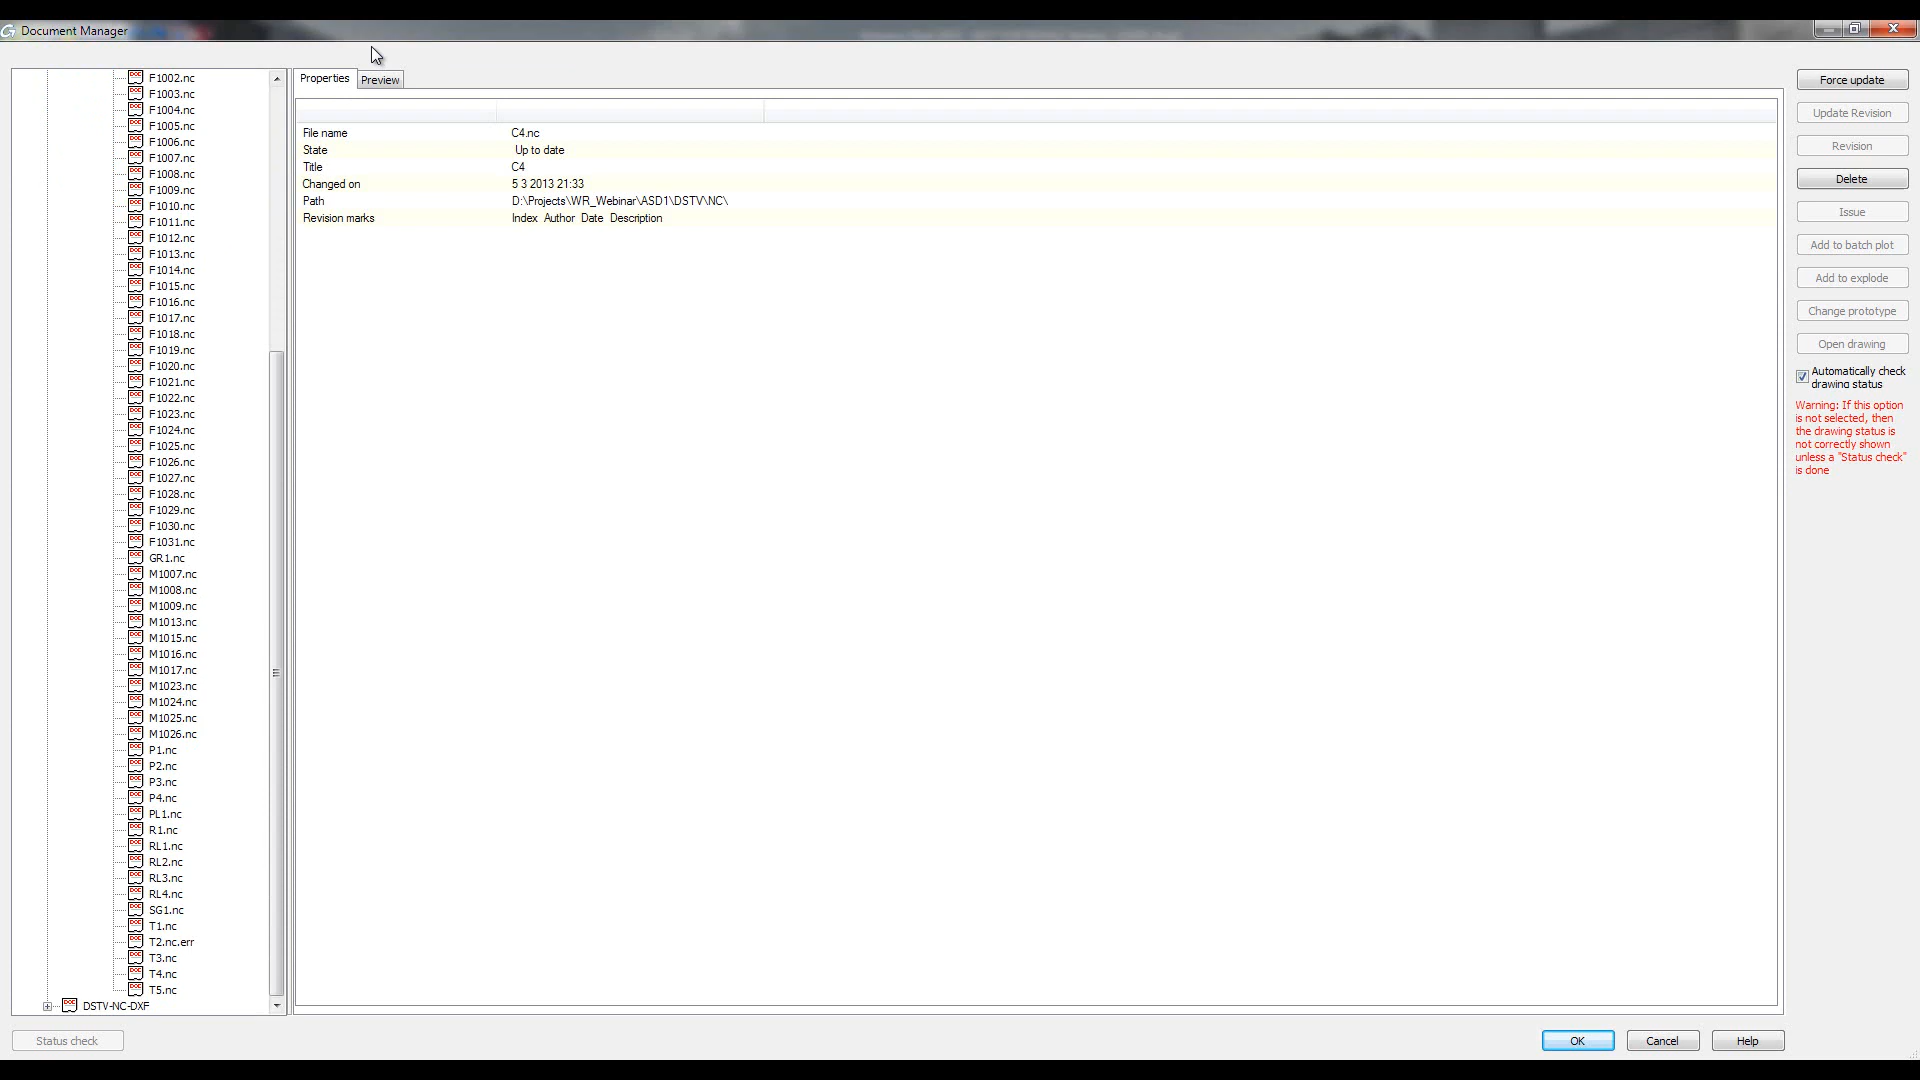 Document Manager
F1002.nc
F1003.nc
F1004.nc
F1005.nc
F1006.nc
F1007.nc
F1008.nc
F1009.nc
F1010.nc
F1011.nc
F1012.nc
F1013.nc
F1014.nc
F1015.nc
F1016.nc
F1017.nc
F1018.nc
F1019.nc
F1020.nc
F1021.nc
F1022.nc
F1023.nc
F1024.nc
F1025.nc
F1026.nc
F1027.nc
F1028.nc
F1029.nc
F1030.nc
F1031.nc
GR1.nc
M1007.nc
M1008.nc
M1009.nc
M1013.nc
M1015.nc
M1016.nc
M1017.nc
M1023.nc
M1024.nc
M1025.nc
M1026.nc
P1.nc
P2.nc
P3.nc
P4.nc
PL1.nc
R1.nc
RL1.nc
RL2.nc
RL3.nc
RL4.nc
SG1.nc
T1.nc
T2.nc.err
T3.nc
T4.nc
T5.nc
DSTV-NC-DXF
Status check
Properties Preview
File name C4.nc
State Up to date
Title C4
Changed on 5 3 2013 21:33
Path D:\Projects\WR_Webinar\ASD1\DSTV\NC\
Revision marks Index Author Date Description
Force update
Update Revision
Revision
Delete
Issue
Add to batch plot
Add to explode
Change prototype
Open drawing
Automatically check
drawing status
Warning: If this option
is not selected, then
the drawing status is
not correctly shown
unless a "Status check"
is done
OK Cancel Help